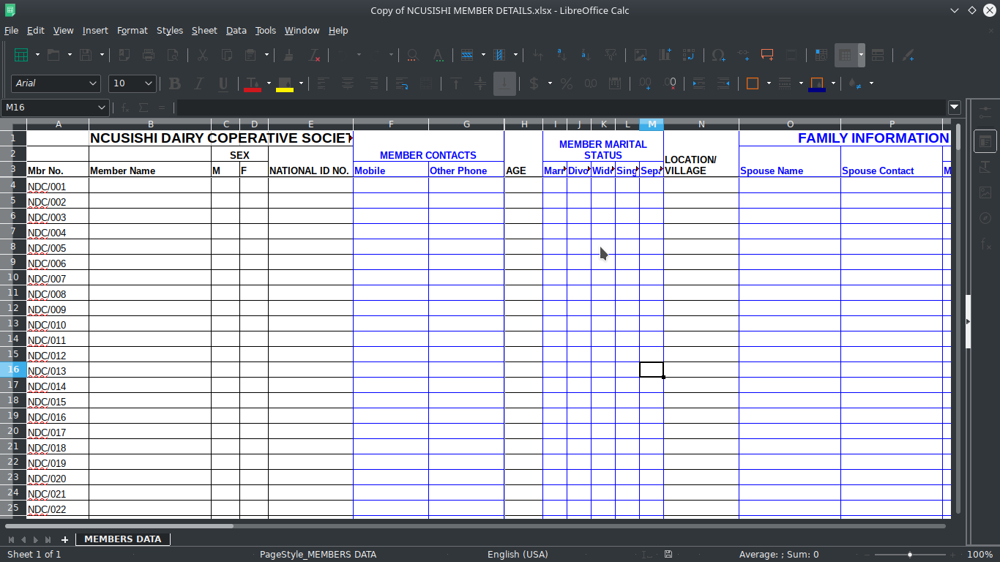 Copy of NCUSISHI MEMBER DETAILS.xlsx - LibreOffice Calc
File Edit View Insert Format Styles Sheet Data Tools Window Help
Arial 10
M16
A B C D E F G H I J K L M N O P
1 NCUSISHI DAIRY COPERATIVE SOCIET FAMILY INFORMATION
MEMBER MARITAL
2 SEX MEMBER CONTACTS STATUS
LOCATION/
3 Mbr No. Member Name M F NATIONAL ID NO. Mobile Other Phone AGE Marr Divo Wid Sing Sepa VILLAGE Spouse Name Spouse Contact M
4 NDC/001
5 NDC/002
6 NDC/003
7 NDC/004
8 NDC/005
9 NDC/006
10 NDC/007
11 NDC/008
12 NDC/009
13 NDC/010
14 NDC/011
15 NDC/012
16 NDC/013
17 NDC/014
18 NDC/015
19 NDC/016
20 NDC/017
21 NDC/018
22 NDC/019
23 NDC/020
24 NDC/021
25 NDC/022
MEMBERS DATA
Sheet 1 of 1 PageStyle_MEMBERS DATA English (USA) Average: ; Sum: 0 100%